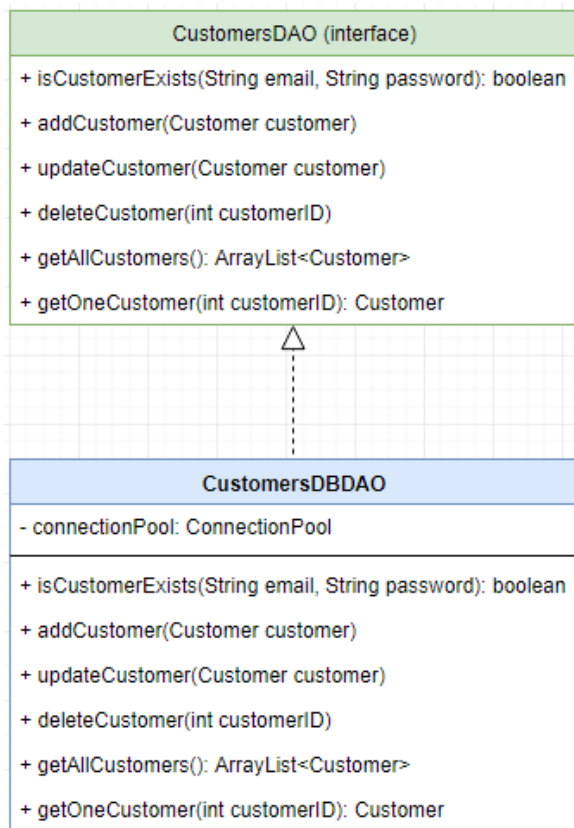 CustomersDAO (interface)
+ isCustomerExists(String email, String password): boolean
+ addCustomer(Customer customer)
+ updateCustomer(Customer customer)
+ deleteCustomer(int customerID)
+ getAllCustomers(): ArrayList<Customer>
+ getOneCustomer(int customerID): Customer
CustomersDBDAO
- connectionPool: ConnectionPool
+ isCustomerExists(String email, String password): boolean
+ addCustomer(Customer customer)
+ updateCustomer(Customer customer)
+ deleteCustomer(int customerID)
+ getAllCustomers(): ArrayList<Customer>
+ getOneCustomer(int customerID): Customer